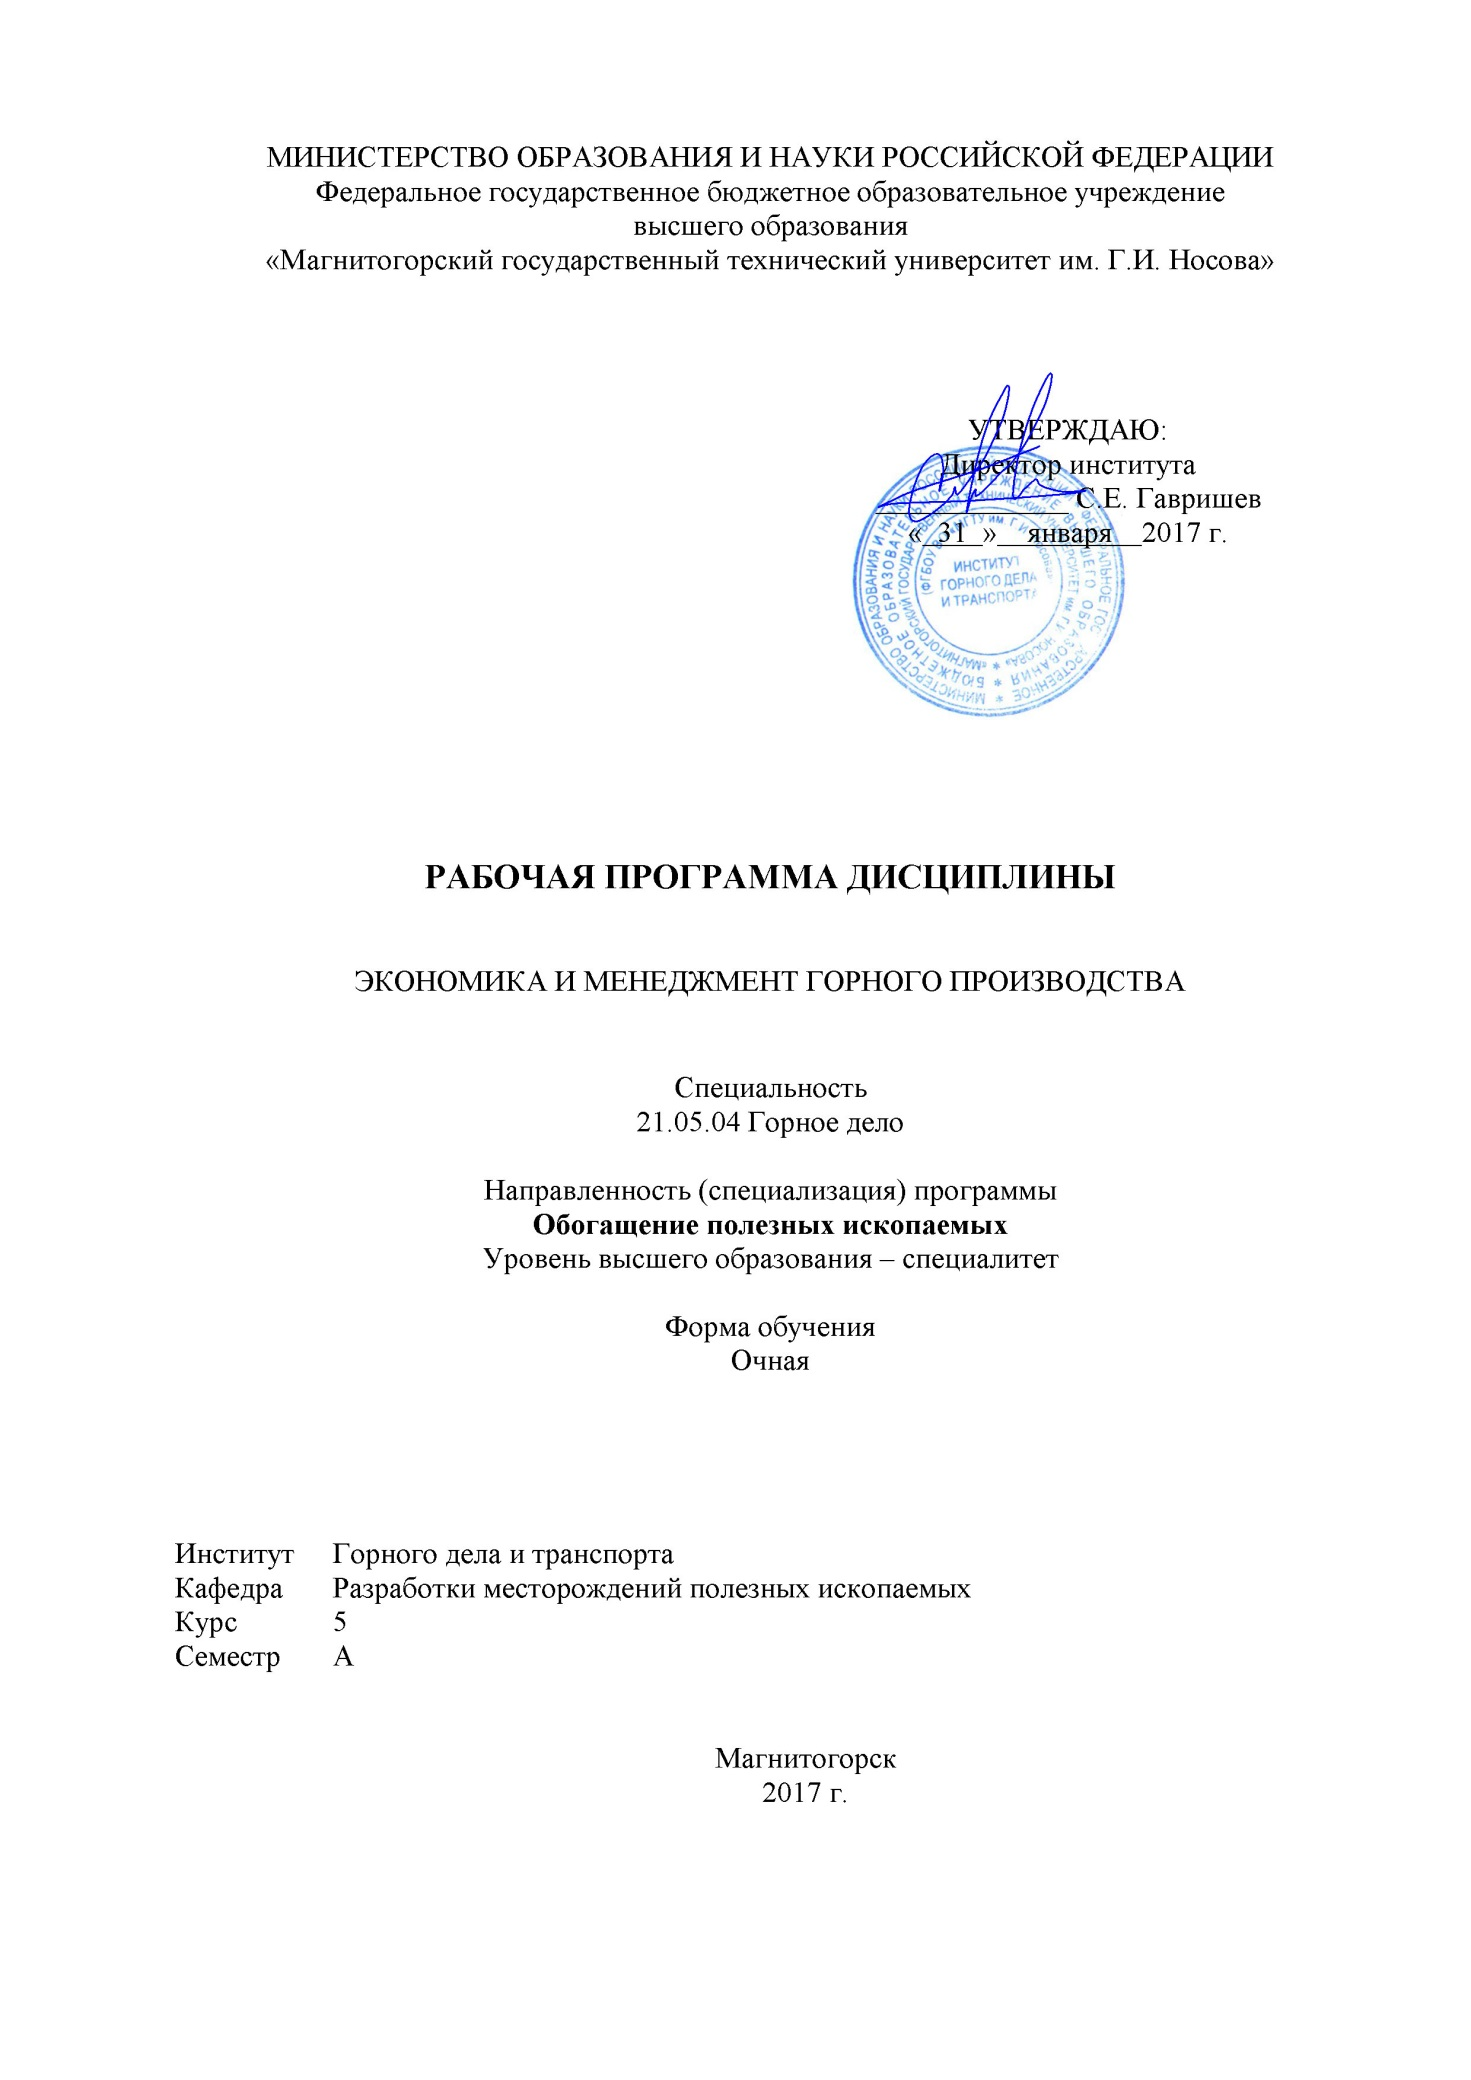 МИНИСТЕРСТВО ОБРАЗОВАНИЯ И НАУКИ РОССИЙСКОЙ ФЕДЕРАЦИИ
Федеральное государственное бюджетное образовательное учреждение
высшего образования
«Магнитогорский государственный технический университет им. Г.И. Носова»
УТВЕРЖДАЮ:
Директор института
С.Е. Гавришев
«31» января 2017 г.
ИНСТИТУТ
ГОРНОГО ДЕЛА
И ТРАНСПОРТА
РАБОЧАЯ ПРОГРАММА ДИСЦИПЛИНЫ
ЭКОНОМИКА И МЕНЕДЖМЕНТ ГОРНОГО ПРОИЗВОДСТВА
Специальность
21.05.04 Горное дело
Направленность (специализация) программы
Обогащение полезных ископаемых
Уровень высшего образования – специалитет
Форма обучения
Очная
Институт Горного дела и транспорта
Кафедра Разработки месторождений полезных ископаемых
Курс 5
Семестр А
Магнитогорск
2017 г.